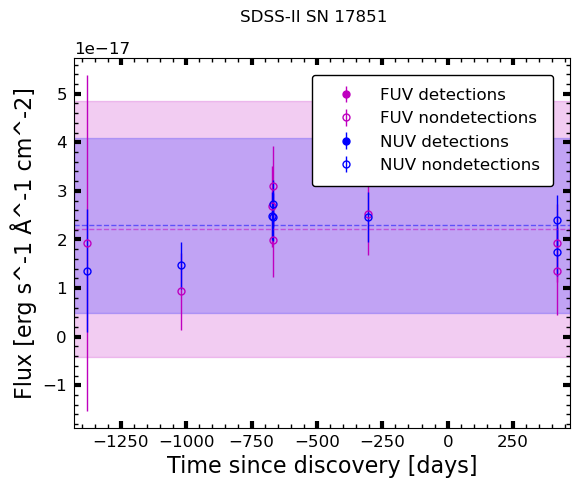 SDSS-II SN 17851
1e−17
FUV detections
FUV nondetections
NUV detections
NUV nondetections
5
4
3
2
1
0
−1
Flux [erg s^-1 Å^-1 cm^-2]
−1250 −1000 −750 −500 −250 0 250
Time since discovery [days]